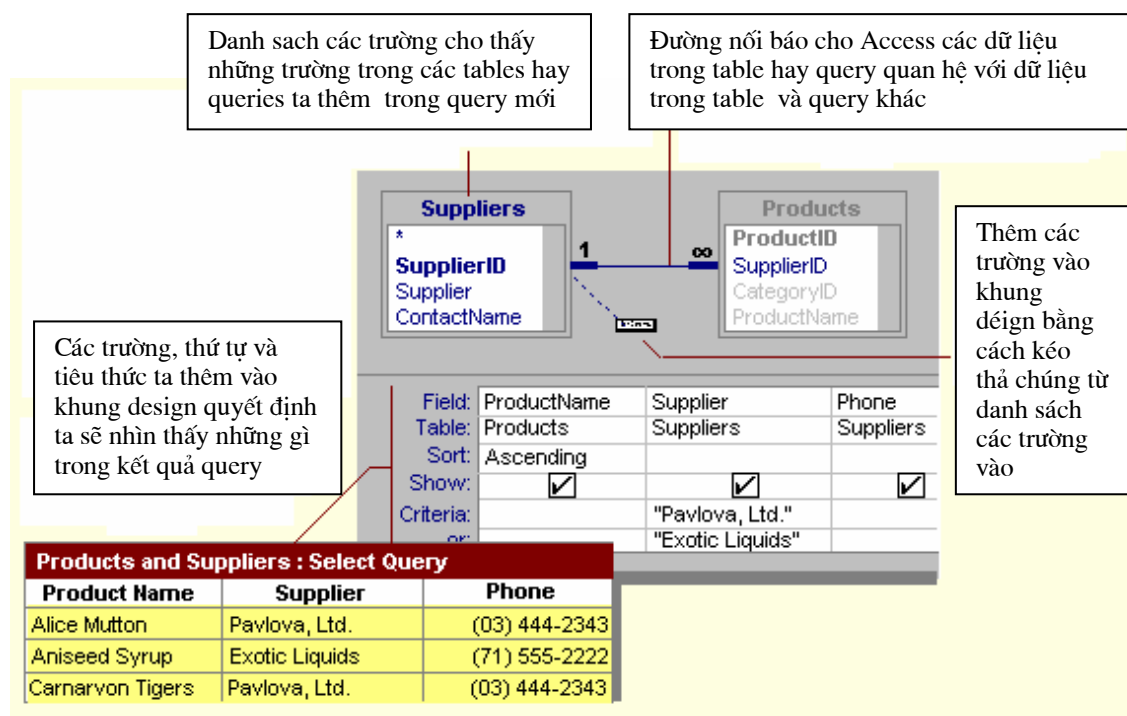 Danh sach các trường cho thấy
những trường trong các tables hay
queries ta thêm trong query mới
Đường nối báo cho Access các dữ liệu
trong table hay query quan hệ với dữ liệu
trong table và query khác
Suppliers
*
SupplierID
Supplier
ContactName
1
∞
Products
ProductID
SupplierID
CategoryID
ProductName
Thêm các
trường vào
khung
déign bằng
cách kéo
thả chúng từ
danh sách
các trường
vào
Các trường, thứ tự và
tiêu thức ta thêm vào
khung design quyết định
ta sẽ nhìn thấy những gì
trong kết quả query
Field: ProductName Supplier Phone
Table: Products Suppliers Suppliers
Sort: Ascending
Show:
Criteria: "Pavlova, Ltd."
or: "Exotic Liquids"
Products and Suppliers : Select Query
Product Name Supplier Phone
Alice Mutton Pavlova, Ltd. (03) 444-2343
Aniseed Syrup Exotic Liquids (71) 555-2222
Carnarvon Tigers Pavlova, Ltd. (03) 444-2343